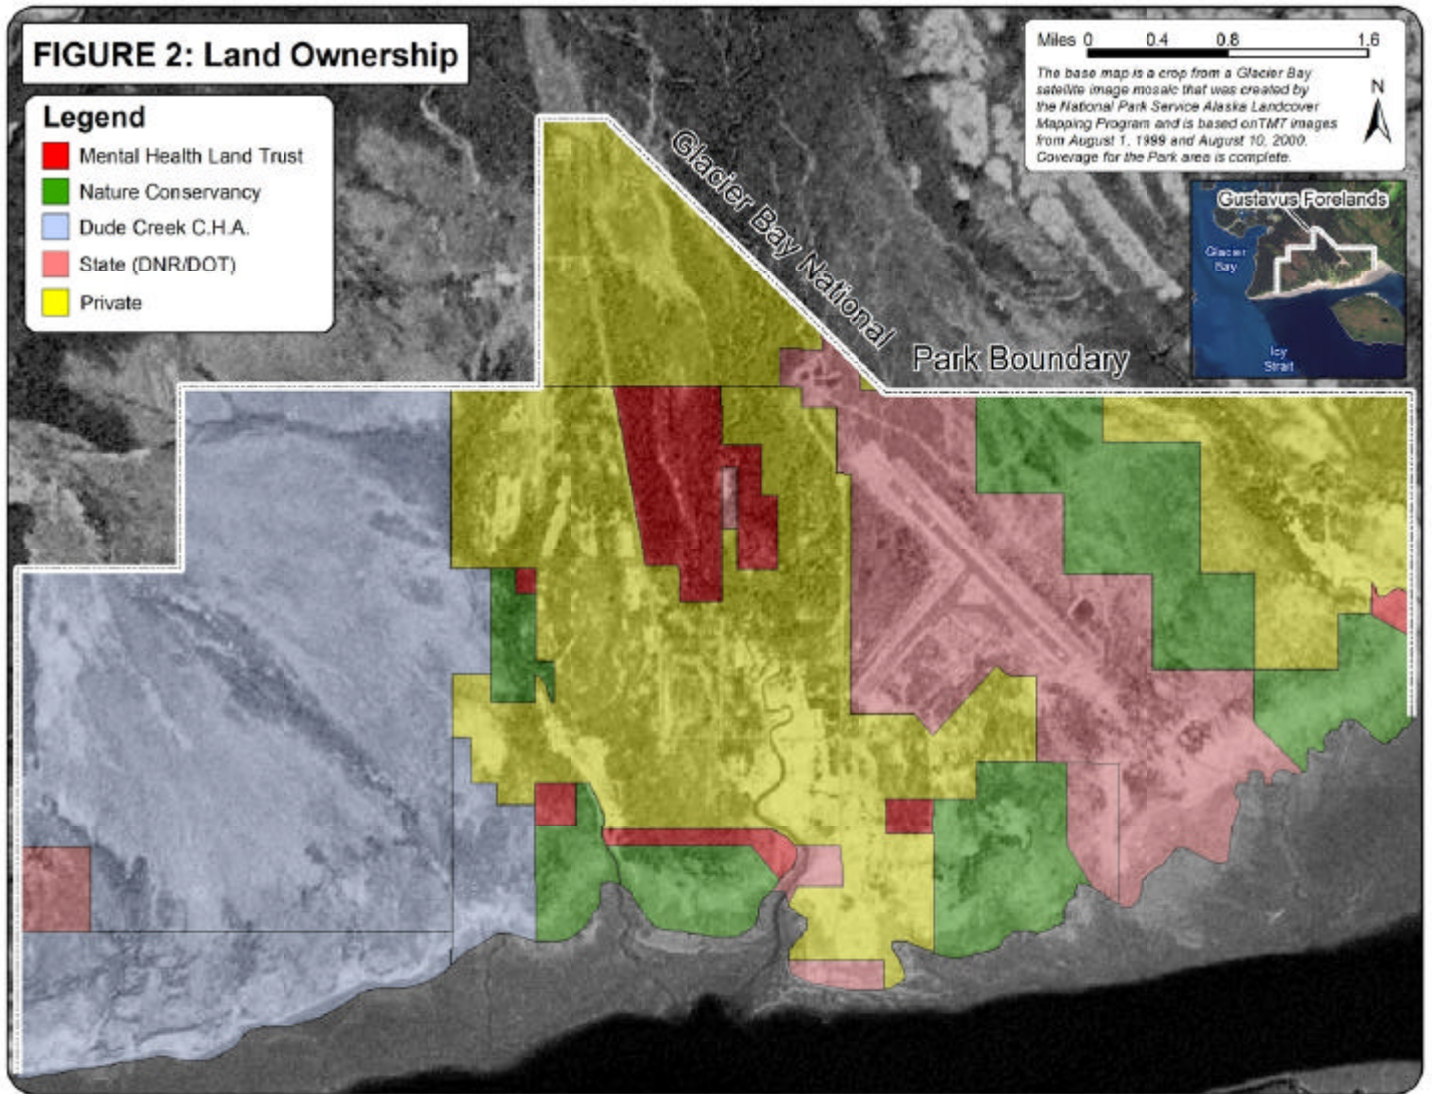 FIGURE 2: Land Ownership
Legend
Mental Health Land Trust
Nature Conservancy
Dude Creek C.H.A.
State (DNR/DOT)
Private
Miles 0 0.4 0.8 1.6
The base map is a crop from a Glacier Bay
satellite image mosaic that was created by
the National Park Service Alaska Landcover
Mapping Program and is based onTMT images
from August 1, 1999 and August 10, 2000.
Coverage for the Park area is complete.
N
Gustavus Forelands
Glacier
Bay
Icy
Strait
Glacier Bay National
Park Boundary